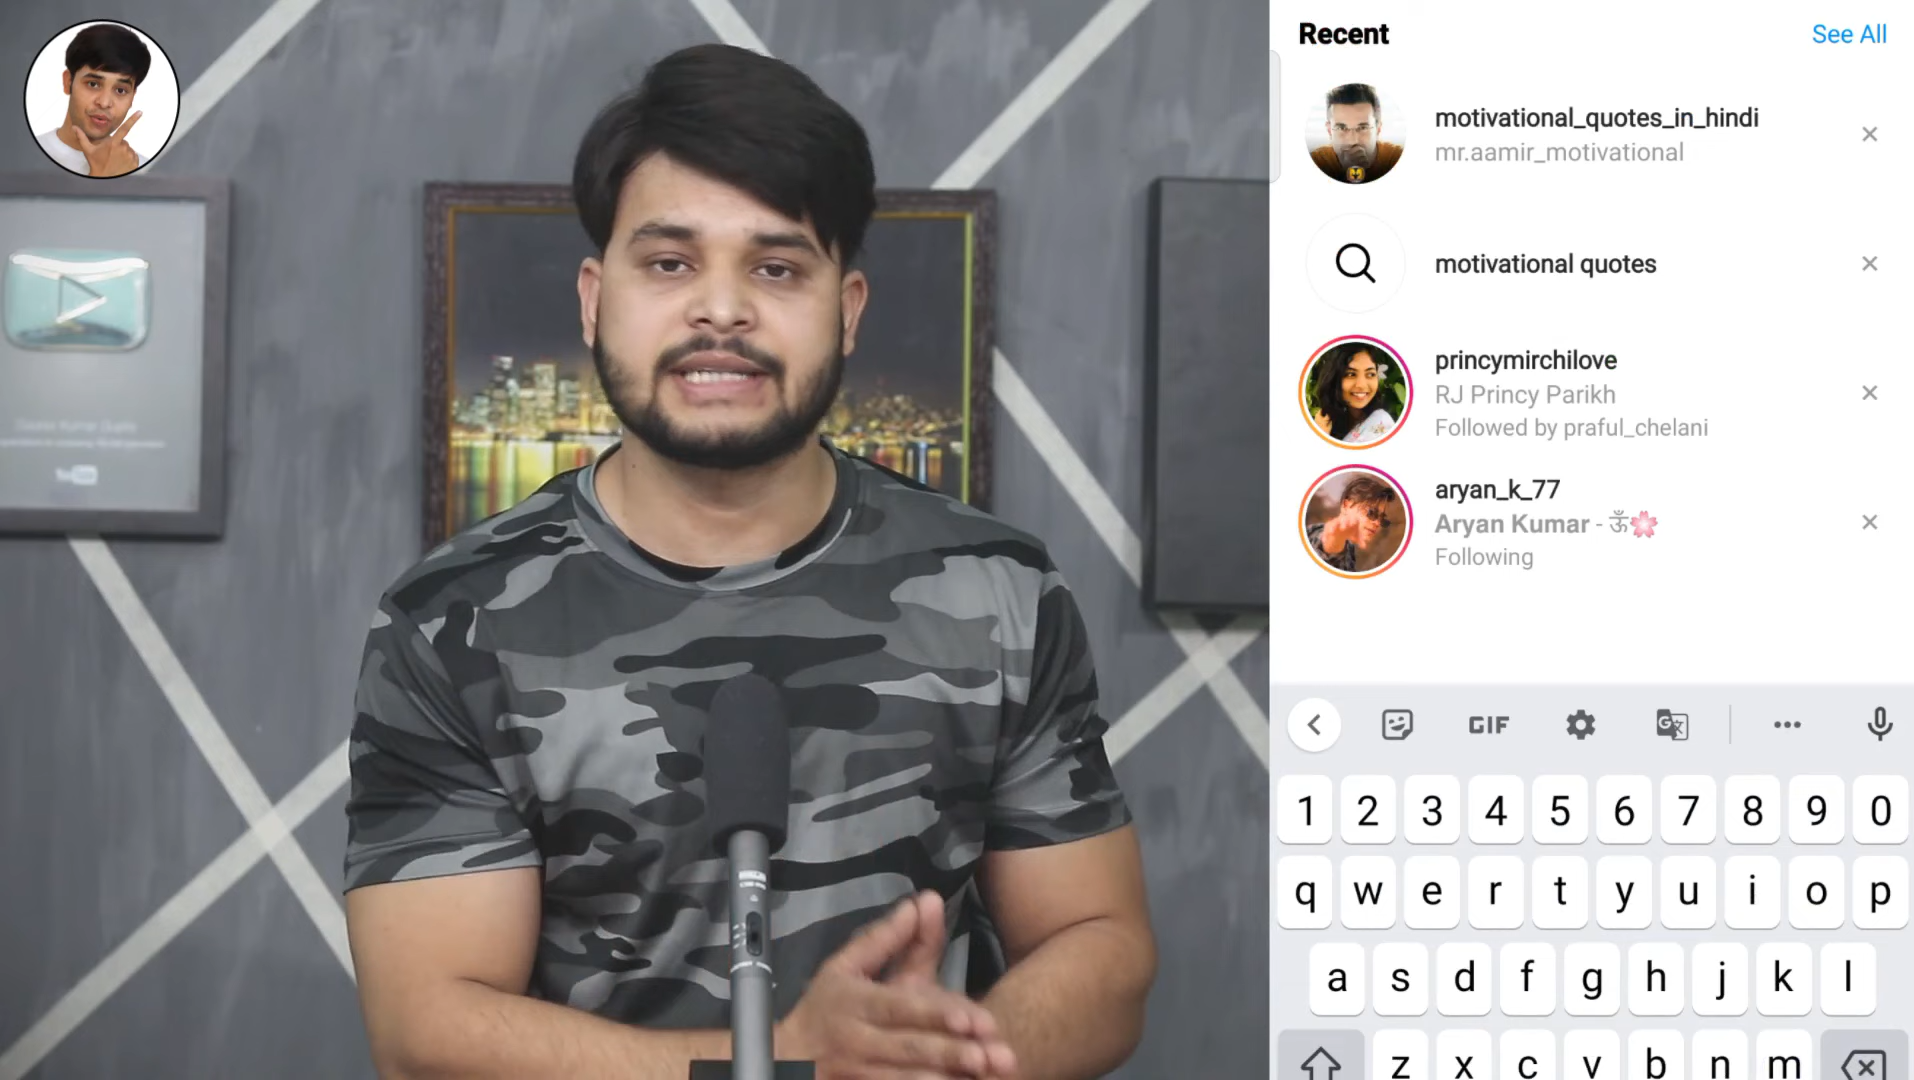 Recent
See All
motivational_quotes_in_hindi
mr.aamir_motivational
motivational quotes
princymirchilove
RJ Princy Parikh
Followed by praful_chelani
aryan_k_77
Aryan Kumar - ॐ🌸
Following
GIF
1 2 3 4 5 6 7 8 9 0
q w e r t y u i o p
a s d f g h j k l
z x c v b n m